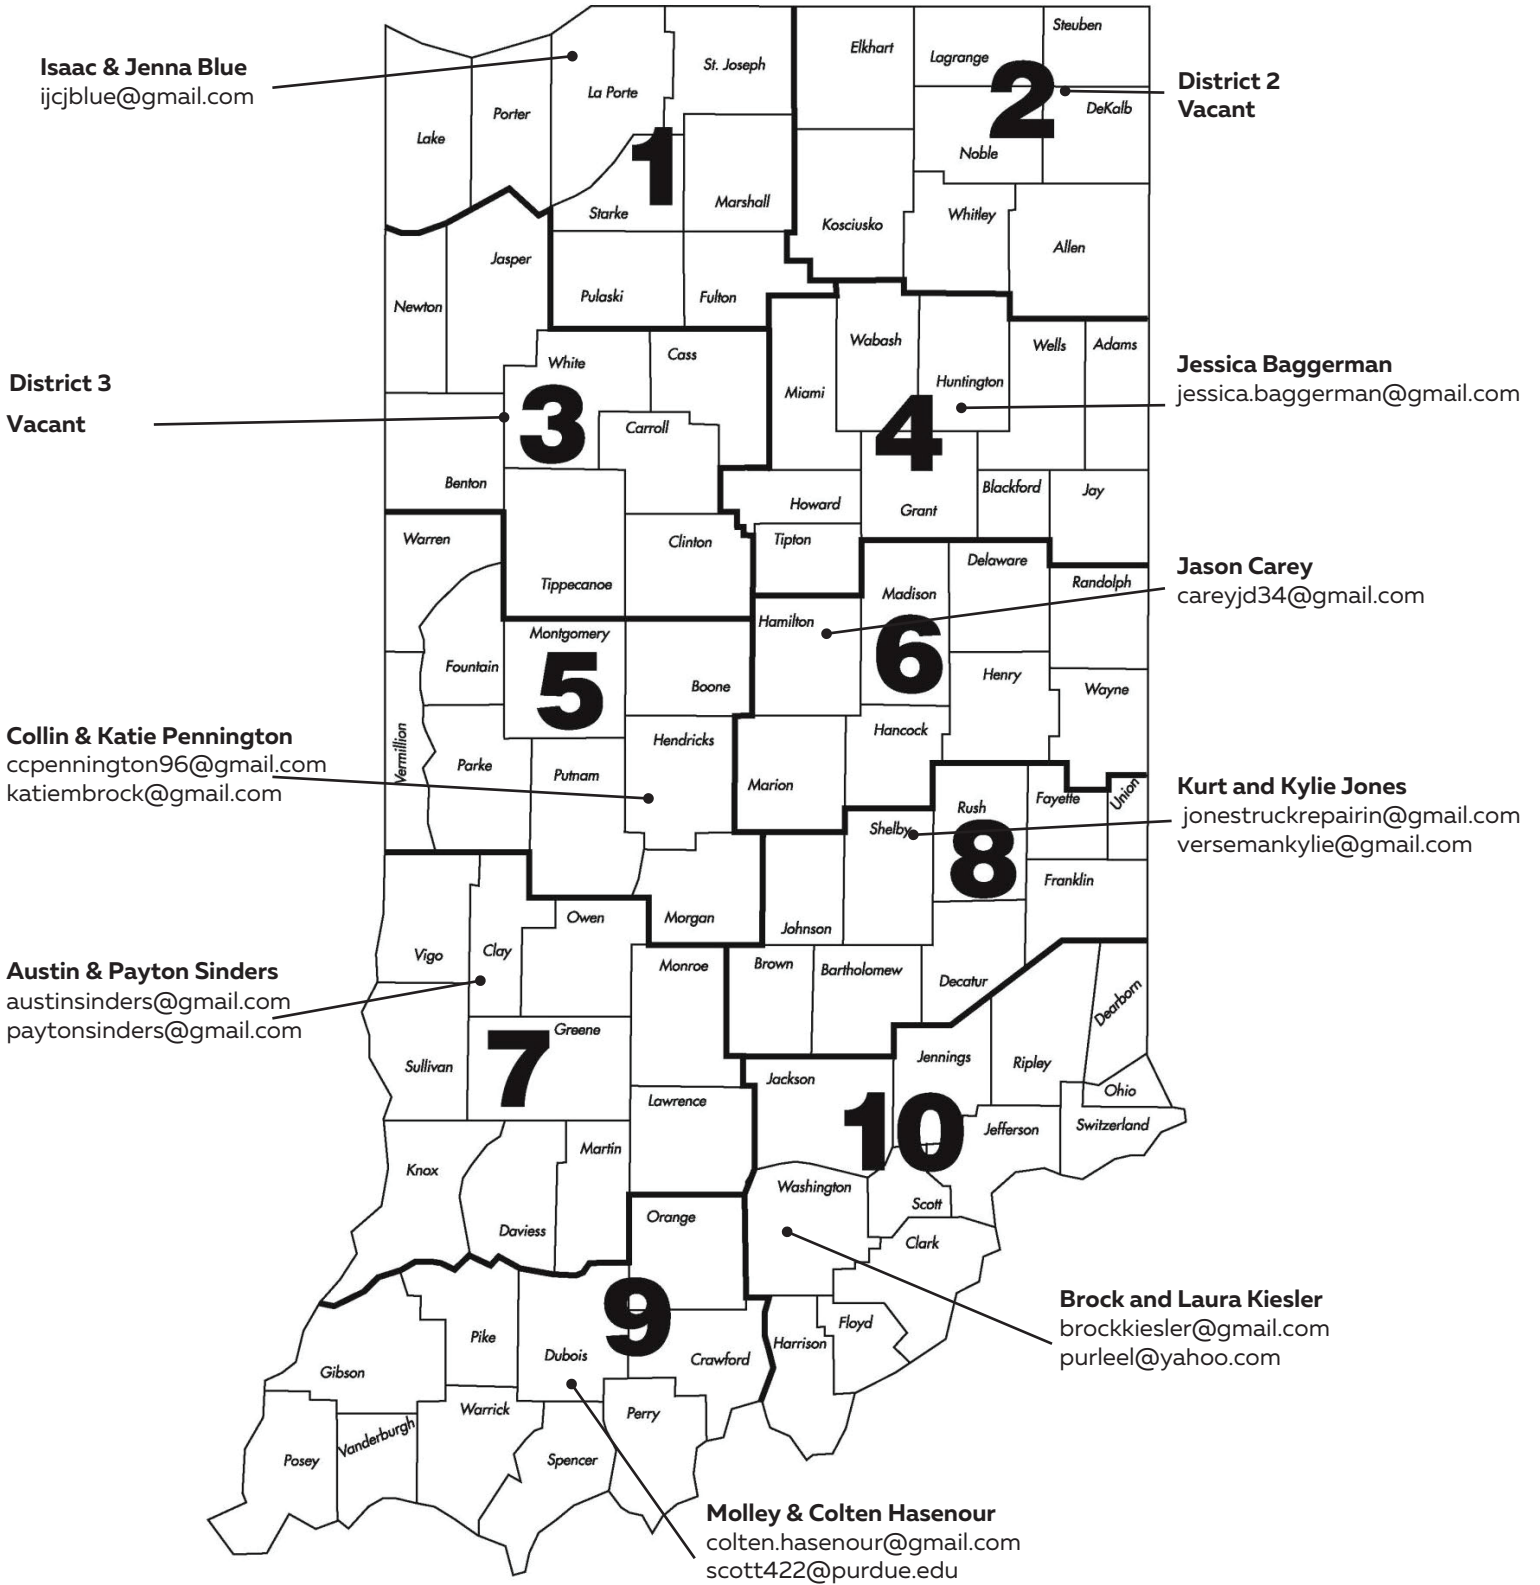 Steuben
Elkhart
Lagrange
St. Joseph
Isaac & Jenna Blue
ijcjblue@gmail.com
La Porte
2
District 2
Vacant
DeKalb
Porter
Lake
Noble
1
Marshall
Starke
Whitley
Kosciusko
Allen
Jasper
Pulaski
Fulton
Newton
Wabash
Wells
Adams
White
Cass
Jessica Baggerman
jessica.baggerman@gmail.com
District 3
Vacant
Huntington
Miami
3
4
Carroll
Benton
Blackford
Jay
Howard
Grant
Warren
Clinton
Tipton
Delaware
Jason Carey
careyjd34@gmail.com
Tippecanoe
Randolph
Madison
Hamilton
Montgomery
6
Fountain
5
Boone
Henry
Wayne
Collin & Katie Pennington
ccpennington96@gmail.com
katiembrock@gmail.com
Vermillion
Hendricks
Hancock
Parke
Putnam
Marion
Kurt and Kylie Jones
jonestruckrepairin@gmail.com
versemankylie@gmail.com
Rush
Fayette
Union
Shelby
8
Franklin
Owen
Morgan
Johnson
Vigo
Clay
Monroe
Brown
Bartholomew
Decatur
Austin & Payton Sinders
austinsinders@gmail.com
paytonsinders@gmail.com
Dearborn
Greene
7
Sullivan
Jennings
Ripley
Jackson
Ohio
Lawrence
10
Jefferson
Switzerland
Martin
Knox
Washington
Scott
Orange
Daviess
Clark
9
Brock and Laura Kiesler
brockkiesler@gmail.com
purleel@yahoo.com
Floyd
Pike
Harrison
Dubois
Crawford
Gibson
Warrick
Perry
Vanderburgh
Posey
Spencer
Molley & Colten Hasenour
colten.hasenour@gmail.com
scott422@purdue.edu